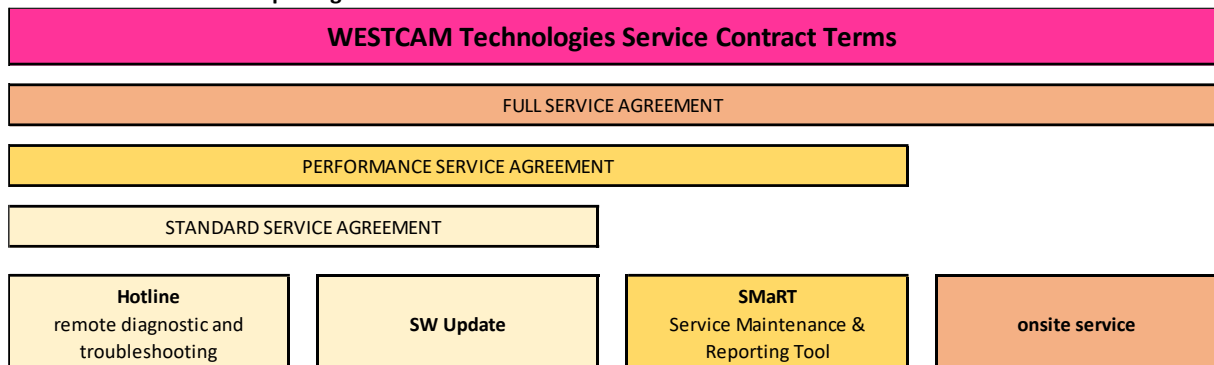 WESTCAM Technologies Service Contract Terms
FULL SERVICE AGREEMENT
PERFORMANCE SERVICE AGREEMENT
STANDARD SERVICE AGREEMENT
Hotline
remote diagnostic and
troubleshooting
SW Update
SMaRT
Service Maintenance &
Reporting Tool
onsite service